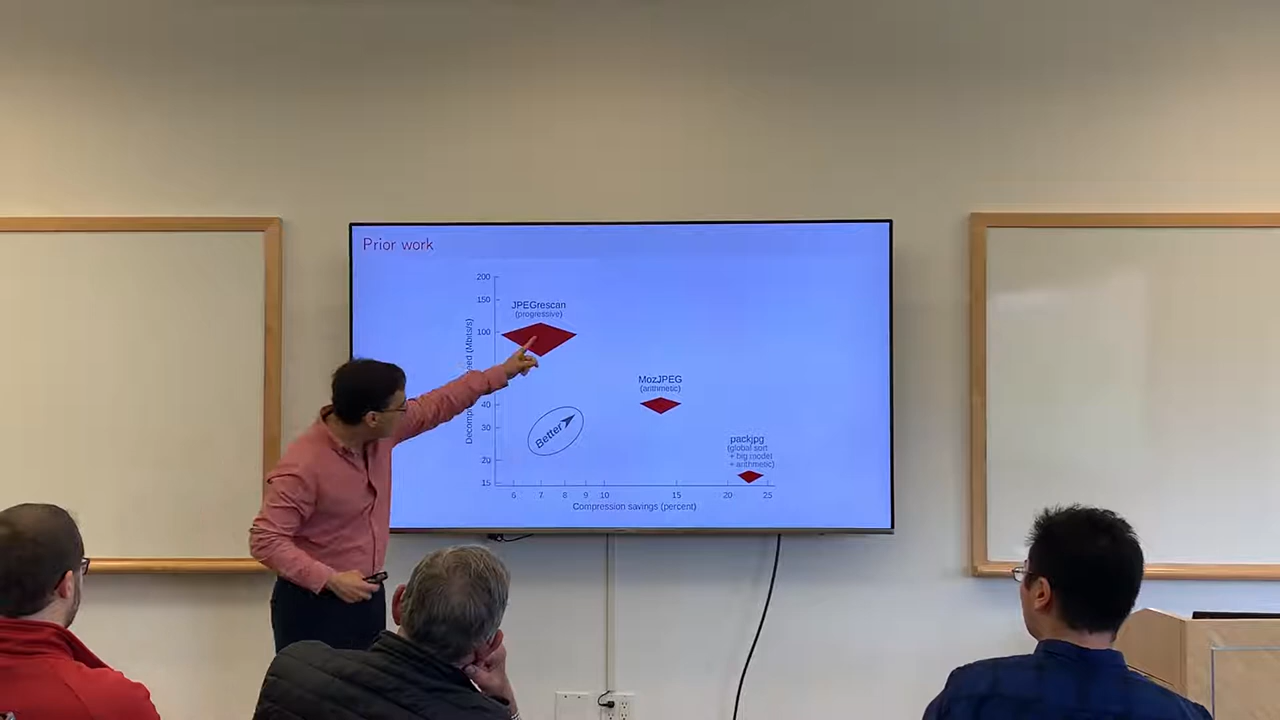 Prior work
200
150
100
40
30
20
15
JPEGrescan
(progressive)
MozJPEG
(arithmetic)
packjpg
(global sort
+ big model
+ arithmetic)
Better
(Mbits/s)
6 7 8 9 10 15 20 25
Compression savings (percent)